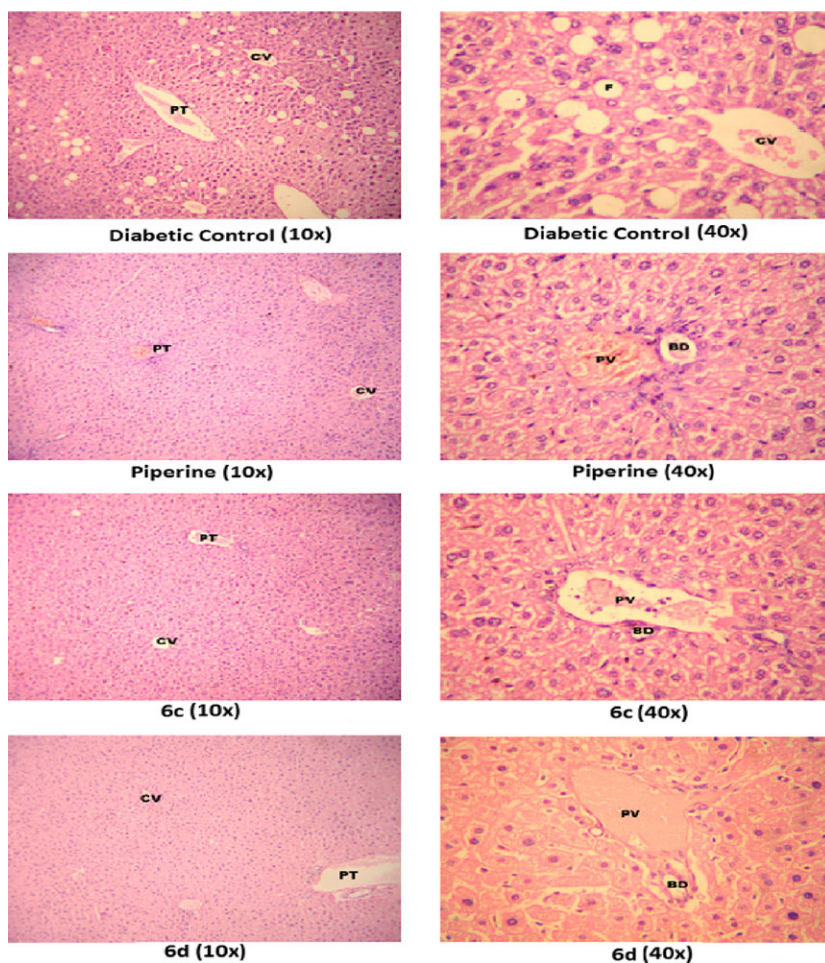 CV
PT
F
CV
Diabetic Control (10x)
Diabetic Control (40x)
PT
CV
PV
BD
Piperine (10x)
Piperine (40x)
PT
CV
PV
BD
6c (10x)
6c (40x)
CV
PT
PV
BD
6d (10x)
6d (40x)